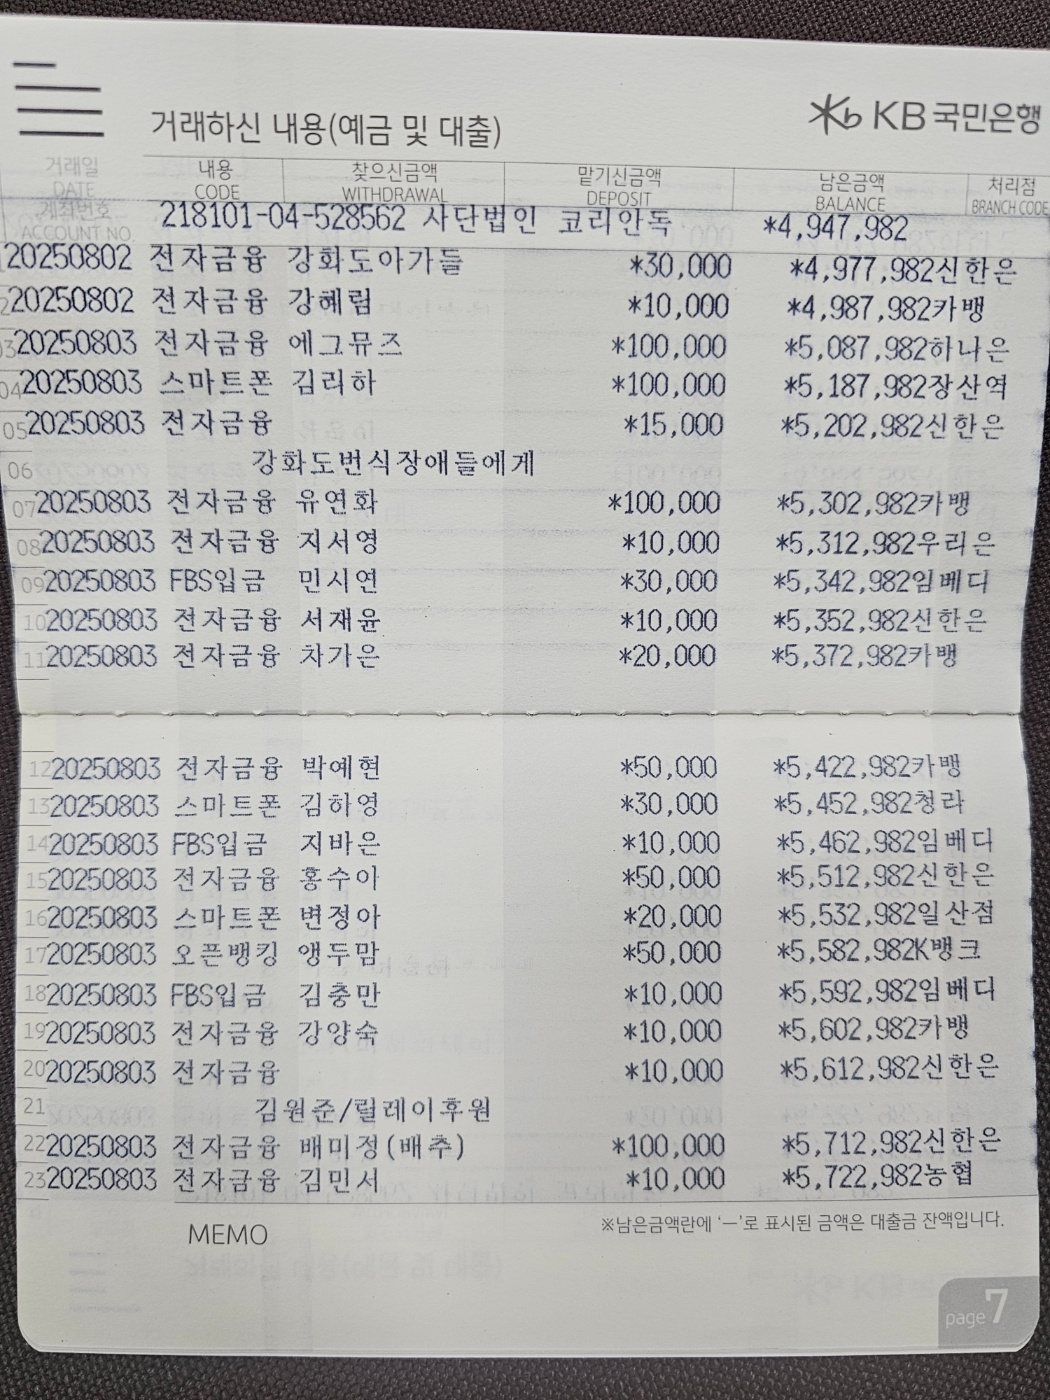 거래하신 내용(예금 및 대출) KB 국민은행
거래일 내용 찾으신금액 맡기신금액 남은금액 처리점
DATE CODE WITHDRAWAL DEPOSIT BALANCE BRANCH CODE
계좌번호 218101-04-528562 사단법인 코리안독 *4,947,982
ACCOUNT NO.
20250802 전자금융 강화도아가들 *30,000 *4,977,982신한은
2 20250802 전자금융 강혜림 *10,000 *4,987,982카뱅
03 20250803 전자금융 에그뮤즈 *100,000 *5,087,982하나은
04 20250803 스마트폰 김리하 *100,000 *5,187,982장산역
05 20250803 전자금융 *15,000 *5,202,982신한은
06 강화도번식장애들에게
07 20250803 전자금융 유연화 *100,000 *5,302,982카뱅
08 20250803 전자금융 지서영 *10,000 *5,312,982우리은
09 20250803 FBS입금 민시연 *30,000 *5,342,982임베디
10 20250803 전자금융 서재윤 *10,000 *5,352,982신한은
11 20250803 전자금융 차가은 *20,000 *5,372,982카뱅
12 20250803 전자금융 박예현 *50,000 *5,422,982카뱅
13 20250803 스마트폰 김하영 *30,000 *5,452,982청라
14 20250803 FBS입금 지바은 *10,000 *5,462,982임베디
15 20250803 전자금융 홍수아 *50,000 *5,512,982신한은
16 20250803 스마트폰 변정아 *20,000 *5,532,982일산점
17 20250803 오픈뱅킹 앵두맘 *50,000 *5,582,982K뱅크
18 20250803 FBS입금 김충만 *10,000 *5,592,982임베디
19 20250803 전자금융 강양숙 *10,000 *5,602,982카뱅
20 20250803 전자금융 *10,000 *5,612,982신한은
21 김원준/릴레이후원
22 20250803 전자금융 배미정(배추) *100,000 *5,712,982신한은
23 20250803 전자금융 김민서 *10,000 *5,722,982농협
MEMO ※남은금액란에 ‘ㅡ’로 표시된 금액은 대출금 잔액입니다.
page 7